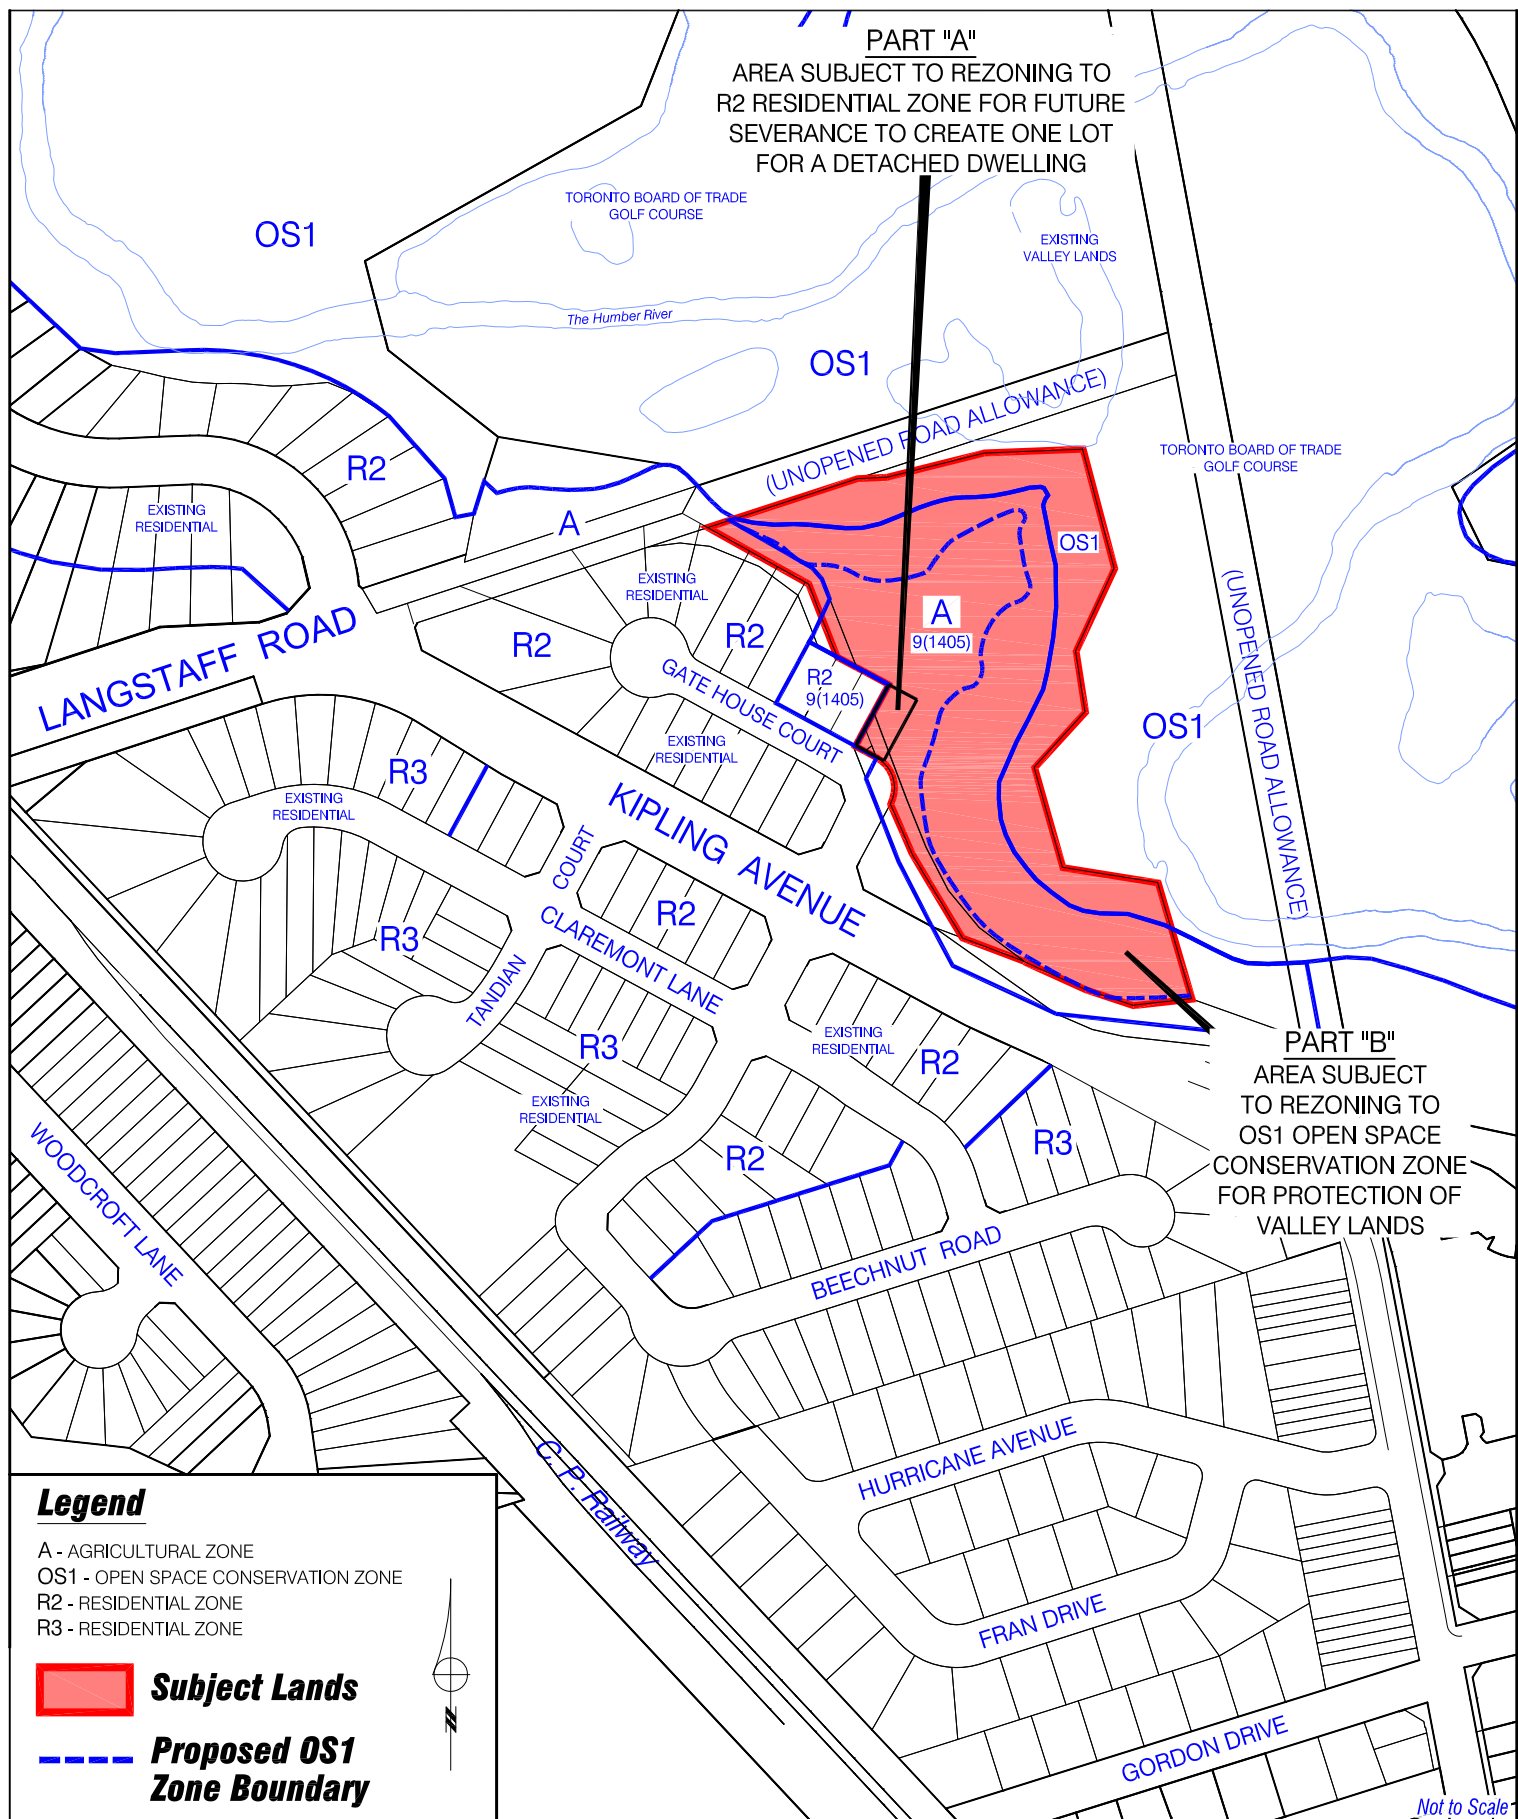 PART "A"
AREA SUBJECT TO REZONING TO
R2 RESIDENTIAL ZONE FOR FUTURE
SEVERANCE TO CREATE ONE LOT
FOR A DETACHED DWELLING
TORONTO BOARD OF TRADE
GOLF COURSE
OS1
EXISTING
VALLEY LANDS
The Humber River
OS1
(UNOPENED ROAD ALLOWANCE)
TORONTO BOARD OF TRADE
GOLF COURSE
R2
EXISTING
RESIDENTIAL
A
OS1
EXISTING
RESIDENTIAL
(UNOPENED ROAD ALLOWANCE)
A
9(1405)
LANGSTAFF ROAD
R2
R2
R2
9(1405)
GATE HOUSE COURT
OS1
EXISTING
RESIDENTIAL
R3
EXISTING
RESIDENTIAL
KIPLING AVENUE
COURT
R2
CLAREMONT LANE
R3
TANDIAN
EXISTING
RESIDENTIAL
R3
R2
EXISTING
RESIDENTIAL
R2
R3
PART "B"
AREA SUBJECT
TO REZONING TO
OS1 OPEN SPACE
CONSERVATION ZONE
FOR PROTECTION OF
VALLEY LANDS
WOODCROFT LANE
BEECHNUT ROAD
HURRICANE AVENUE
C. P. Railway
FRAN DRIVE
GORDON DRIVE
Legend
A - AGRICULTURAL ZONE
OS1 - OPEN SPACE CONSERVATION ZONE
R2 - RESIDENTIAL ZONE
R3 - RESIDENTIAL ZONE
Subject Lands
Proposed OS1
Zone Boundary
N
Not to Scale